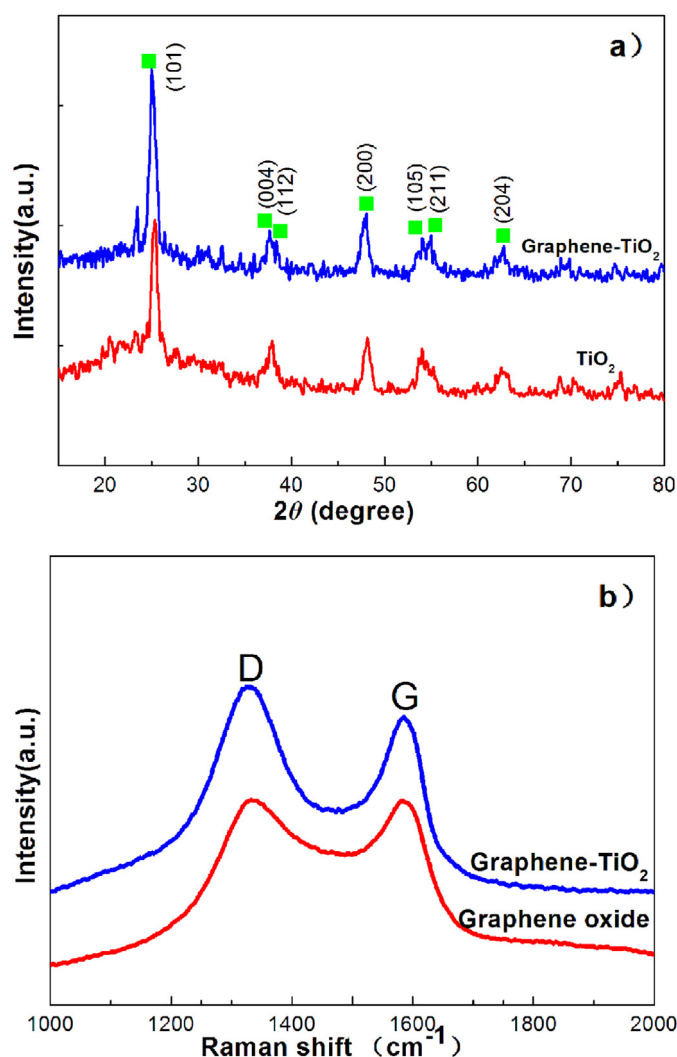 a）
(101)
(004)
(112)
(200)
(105)
(211)
(204)
Graphene-TiO₂
TiO₂
Intensity(a.u.)
20 30 40 50 60 70 80
2θ (degree)
b）
D
G
Graphene-TiO₂
Graphene oxide
Intensity(a.u.)
1000 1200 1400 1600 1800 2000
Raman shift （cm⁻¹）